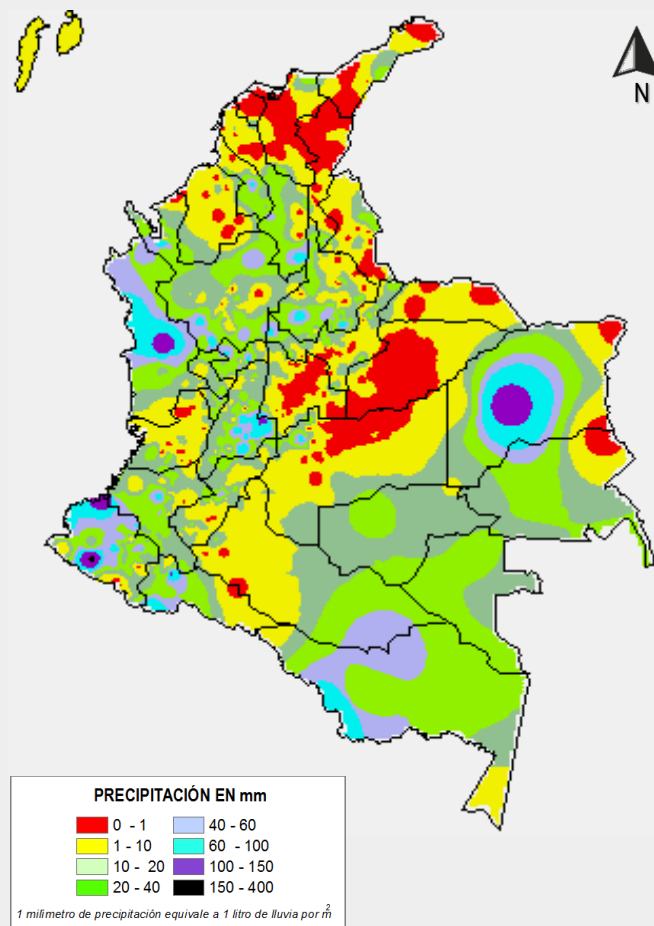 N
PRECIPITACIÓN EN mm
0 - 1 40 - 60
1 - 10 60 - 100
10 - 20 100 - 150
20 - 40 150 - 400
1 milimetro de precipitación equivale a 1 litro de lluvia por m2